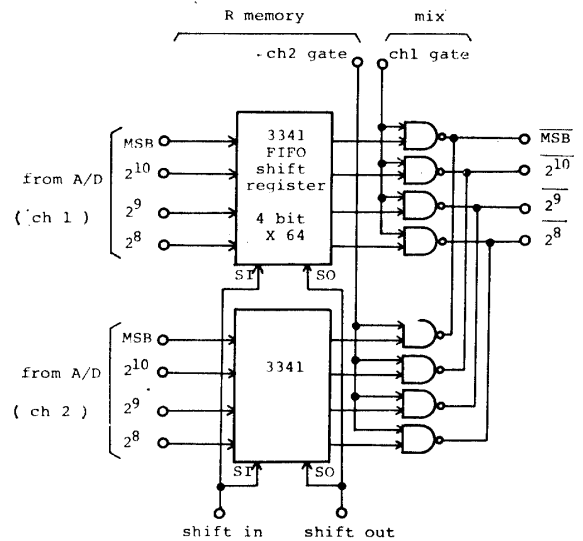 R memory
mix
ch2 gate
ch1 gate
MSB
2^10
2^9
2^8
from A/D
( ch 1 )
3341
FIFO
shift
register
4 bit
X 64
SI
SO
M̅S̅B̅
2̅^1̅0̅
2̅^9̅
2̅^8̅
MSB
2^10
2^9
2^8
from A/D
( ch 2 )
3341
SI
SO
shift in
shift out